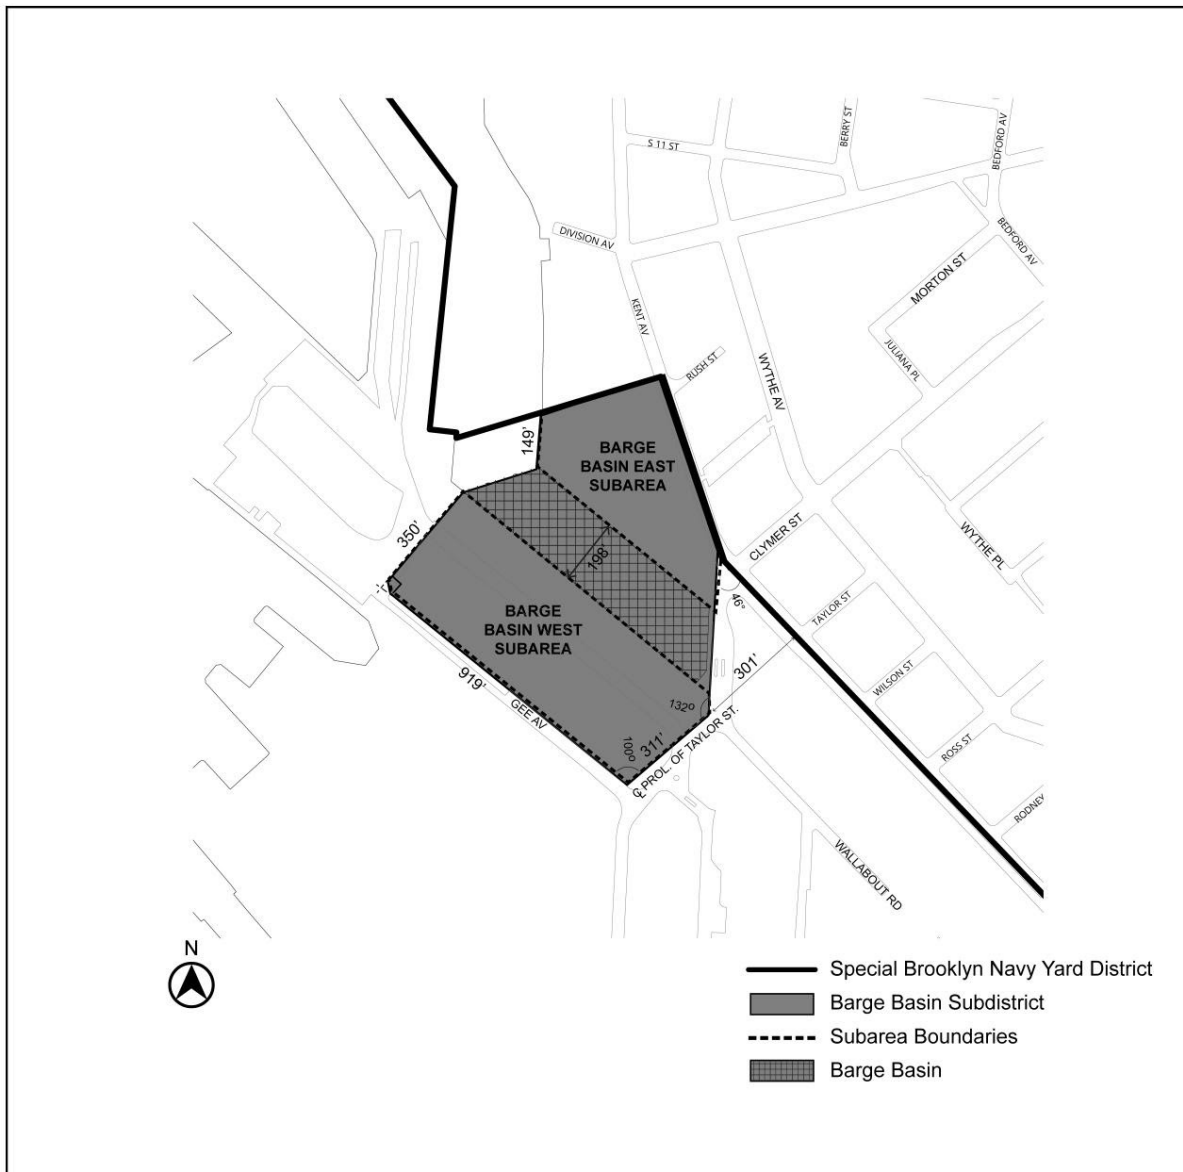 S 11 ST
BERRY ST
BEDFORD AV
DIVISION AV
BEDFORD AV
MORTON ST
KENT AV
JULIANA PL
RUSH ST
WYTHE AV
149'
BARGE
BASIN EAST
SUBAREA
350'
198'
CLYMER ST
WYTHE PL
46°
TAYLOR ST
BARGE
BASIN WEST
SUBAREA
301'
WILSON ST
919'
GEE AV
132º
311'
100º
℄ PROL. OF TAYLOR ST.
ROSS ST
RODNEY
WALLABOUT RD
N
Special Brooklyn Navy Yard District
Barge Basin Subdistrict
Subarea Boundaries
Barge Basin